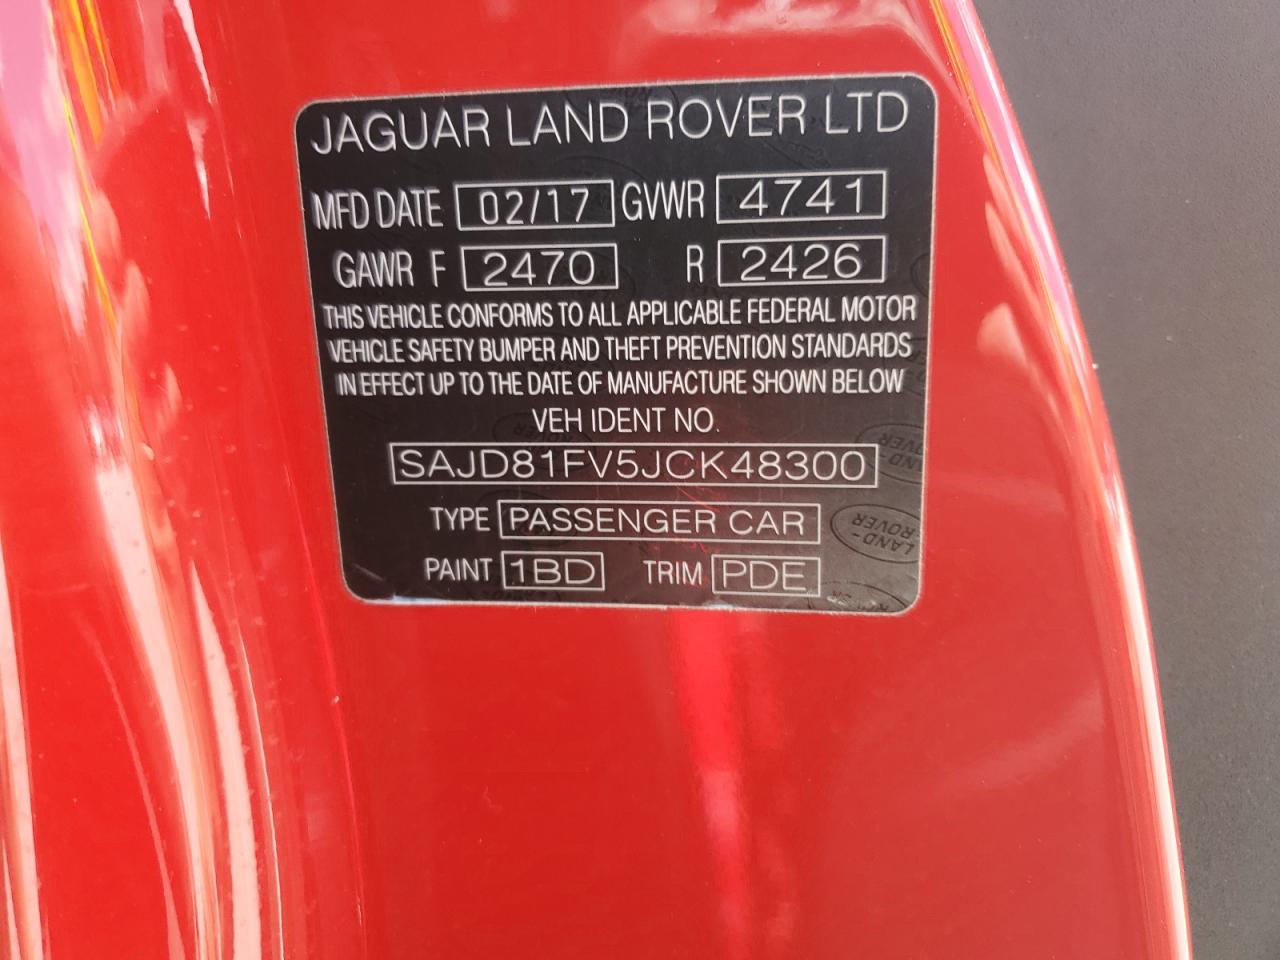 JAGUAR LAND ROVER LTD
MFD DATE 02/17 GVWR 4741
GAWR F 2470 R 2426
THIS VEHICLE CONFORMS TO ALL APPLICABLE FEDERAL MOTOR
VEHICLE SAFETY BUMPER AND THEFT PREVENTION STANDARDS
IN EFFECT UP TO THE DATE OF MANUFACTURE SHOWN BELOW
VEH IDENT NO.
SAJD81FV5JCK48300
TYPE PASSENGER CAR
LAND-
ROVER
PAINT 1BD TRIM PDE